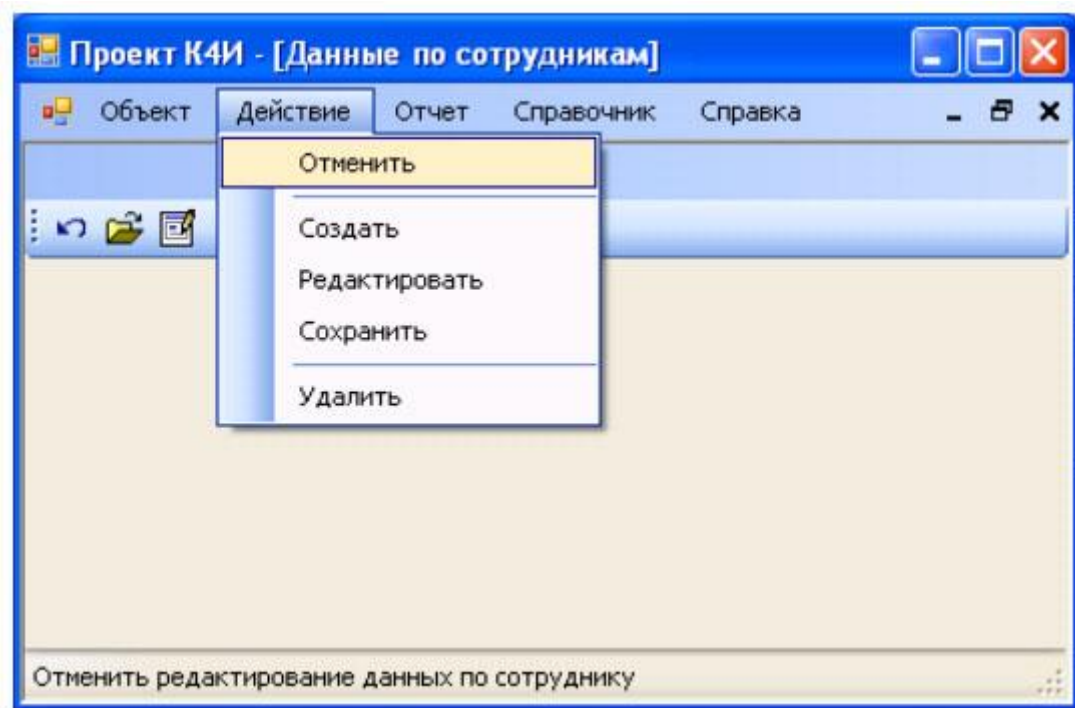 Проект К4И - [Данные по сотрудникам]
Объект Действие Отчет Справочник Справка
Отменить
Создать
Редактировать
Сохранить
Удалить
Отменить редактирование данных по сотруднику